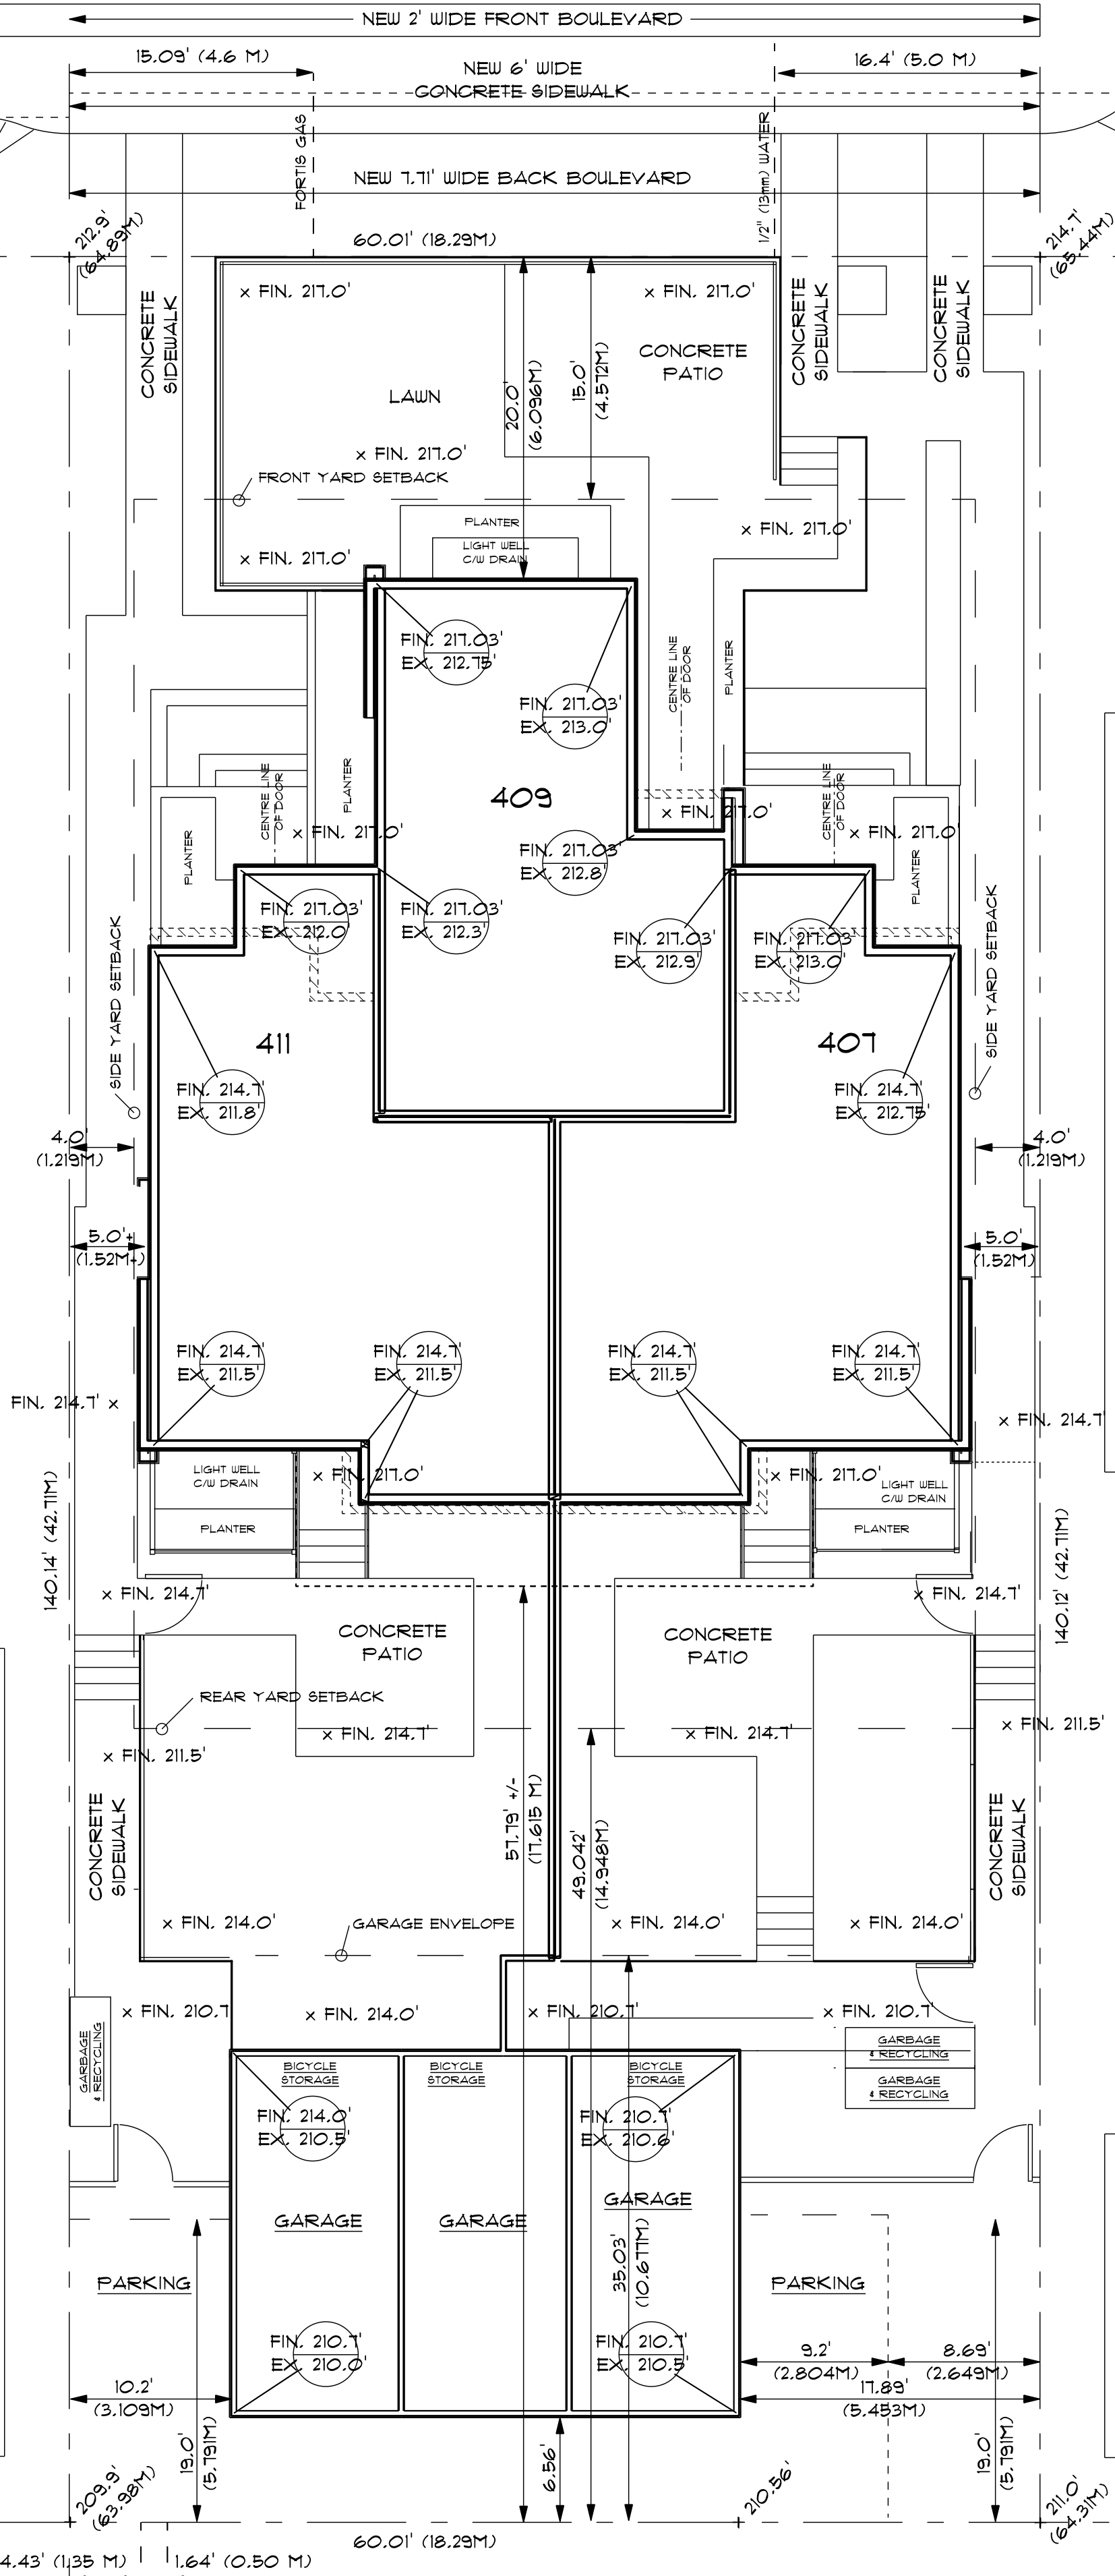 NEW 2' WIDE FRONT BOULEVARD
15.09' (4.6 M)
NEW 6' WIDE
CONCRETE SIDEWALK
16.4' (5.0 M)
FORTIS GAS
1/2" (13mm) WATER
NEW 7.71' WIDE BACK BOULEVARD
212.9'
(64.89M)
60.01' (18.29M)
214.7'
(65.44M)
CONCRETE
SIDEWALK
× FIN. 217.0'
× FIN. 217.0'
CONCRETE
SIDEWALK
CONCRETE
SIDEWALK
20.0'
(6.096M)
15.0'
(4.572M)
CONCRETE
PATIO
LAWN
× FIN. 217.0'
FRONT YARD SETBACK
PLANTER
LIGHT WELL
C/W DRAIN
× FIN. 217.0'
× FIN. 217.0'
FIN. 217.03'
EX. 212.75'
FIN. 217.03'
EX. 213.0'
CENTRE LINE
OF DOOR
PLANTER
409
CENTRE LINE
OF DOOR
PLANTER
CENTRE LINE
OF DOOR
× FIN. 217.0'
× FIN. 217.0'
× FIN. 217.0'
PLANTER
PLANTER
FIN. 217.03'
EX. 212.8'
FIN. 217.03'
EX. 212.0'
FIN. 217.03'
EX. 212.3'
FIN. 217.03'
EX. 212.9'
FIN. 217.03'
EX. 213.0'
SIDE YARD SETBACK
SIDE YARD SETBACK
411
407
FIN. 214.7'
EX. 211.8'
FIN. 214.7'
EX. 212.75'
4.0'
(1.219M)
4.0'
(1.219M)
5.0'+
(1.52M+)
5.0'
(1.52M)
FIN. 214.7'
EX. 211.5'
FIN. 214.7'
EX. 211.5'
FIN. 214.7'
EX. 211.5'
FIN. 214.7'
EX. 211.5'
FIN. 214.7' ×
× FIN. 214.7'
LIGHT WELL
C/W DRAIN
× FIN. 217.0'
× FIN. 217.0'
LIGHT WELL
C/W DRAIN
PLANTER
PLANTER
140.14' (42.71M)
140.12' (42.71M)
× FIN. 214.7'
× FIN. 214.7'
CONCRETE
PATIO
CONCRETE
PATIO
REAR YARD SETBACK
× FIN. 214.7'
× FIN. 214.7'
× FIN. 211.5'
× FIN. 211.5'
57.79' +/-
(17.615 M)
49.042'
(14.948M)
CONCRETE
SIDEWALK
CONCRETE
SIDEWALK
× FIN. 214.0'
GARAGE ENVELOPE
× FIN. 214.0'
× FIN. 214.0'
× FIN. 210.7
× FIN. 214.0'
× FIN. 210.7'
× FIN. 210.7'
GARBAGE
& RECYCLING
GARBAGE
& RECYCLING
GARBAGE
& RECYCLING
BICYCLE
STORAGE
BICYCLE
STORAGE
BICYCLE
STORAGE
FIN. 214.0'
EX. 210.5'
FIN. 210.7'
EX. 210.6'
GARAGE
GARAGE
GARAGE
35.03'
(10.677M)
PARKING
PARKING
FIN. 210.7'
EX. 210.0'
FIN. 210.7'
EX. 210.5'
9.2'
(2.804M)
8.69'
(2.649M)
10.2'
(3.109M)
17.89'
(5.453M)
19.0'
(5.791M)
6.56'
19.0'
(5.791M)
209.9'
(63.98M)
210.56'
211.0'
(64.31M)
60.01' (18.29M)
4.43' (1.35 M)
1.64' (0.50 M)